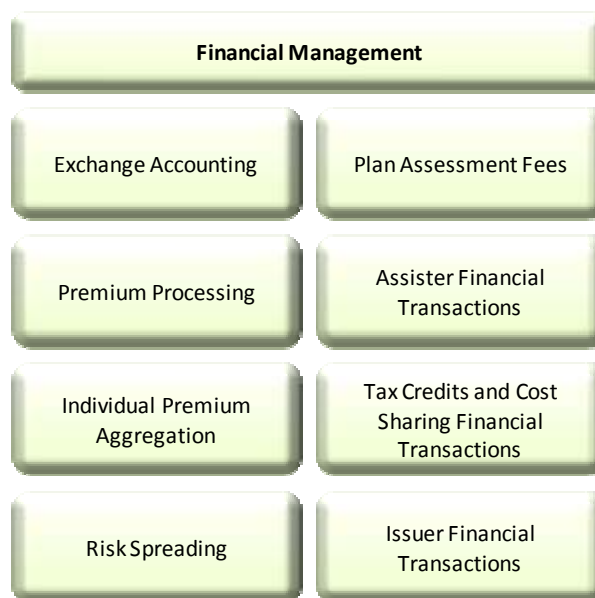 Financial Management
Exchange Accounting
Plan Assessment Fees
Premium Processing
Assister Financial
Transactions
Individual Premium
Aggregation
Tax Credits and Cost
Sharing Financial
Transactions
Risk Spreading
Issuer Financial
Transactions